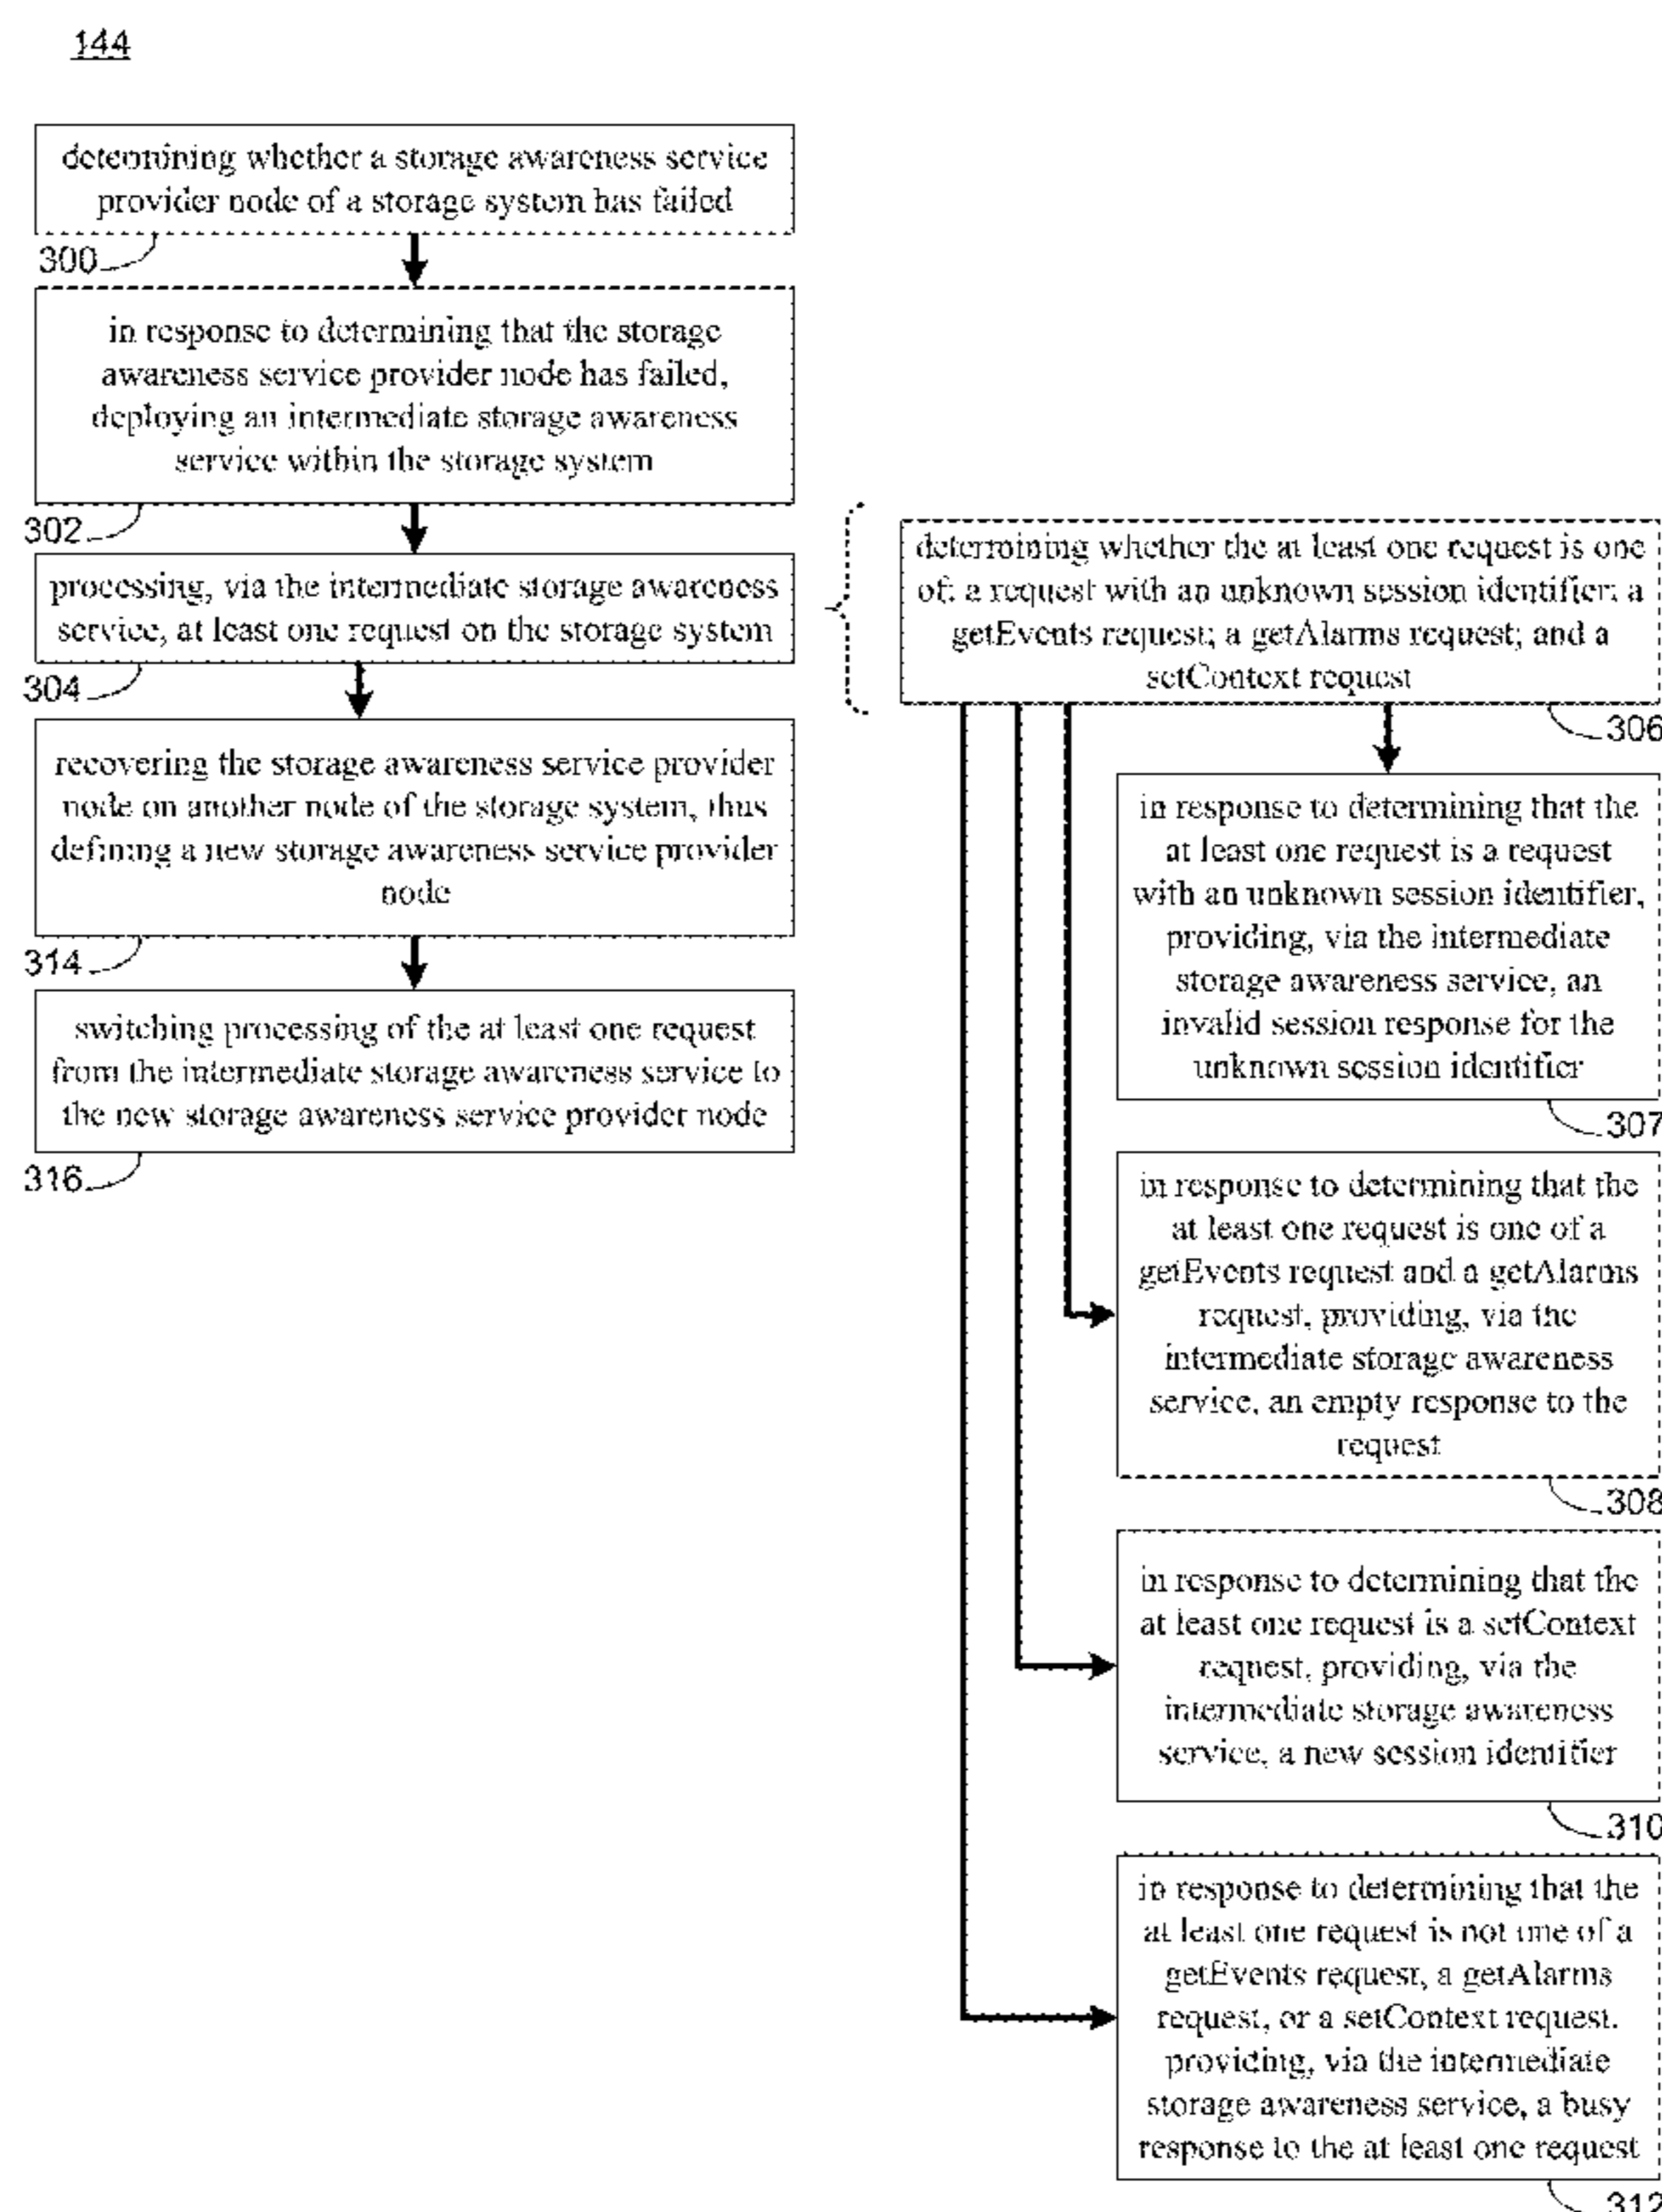 144
determining whether a storage awareness service
provider node of a storage system has failed
300
in response to determining that the storage
awareness service provider node has failed,
deploying an intermediate storage awareness
service within the storage system
302
processing, via the intermediate storage awareness
service, at least one request on the storage system
304
recovering the storage awareness service provider
node on another node of the storage system, thus
defining a new storage awareness service provider
node
314
switching processing of the at least one request
from the intermediate storage awareness service to
the new storage awareness service provider node
316
determining whether the at least one request is one
of: a request with an unknown session identifier; a
getEvents request; a getAlarms request; and a
setContext request
306
in response to determining that the
at least one request is a request
with an unknown session identifier,
providing, via the intermediate
storage awareness service, an
invalid session response for the
unknown session identifier
307
in response to determining that the
at least one request is one of a
getEvents request and a getAlarms
request, providing, via the
intermediate storage awareness
service, an empty response to the
request
308
in response to determining that the
at least one request is a setContext
request, providing, via the
intermediate storage awareness
service, a new session identifier
310
in response to determining that the
at least one request is not one of a
getEvents request, a getAlarms
request, or a setContext request,
providing, via the intermediate
storage awareness service, a busy
response to the at least one request
312